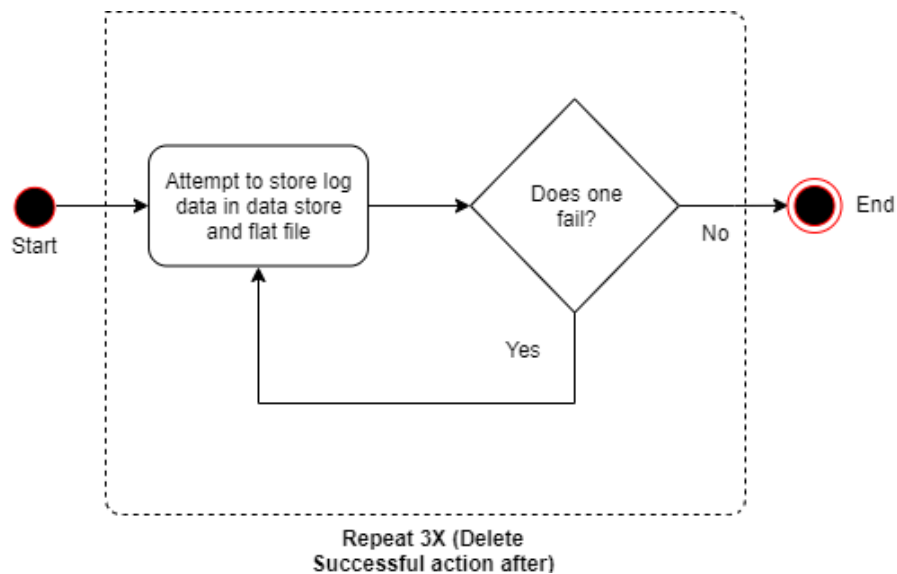 Start
Attempt to store log
data in data store
and flat file
Does one
fail?
Yes
No
End
Repeat 3X (Delete
Successful action after)